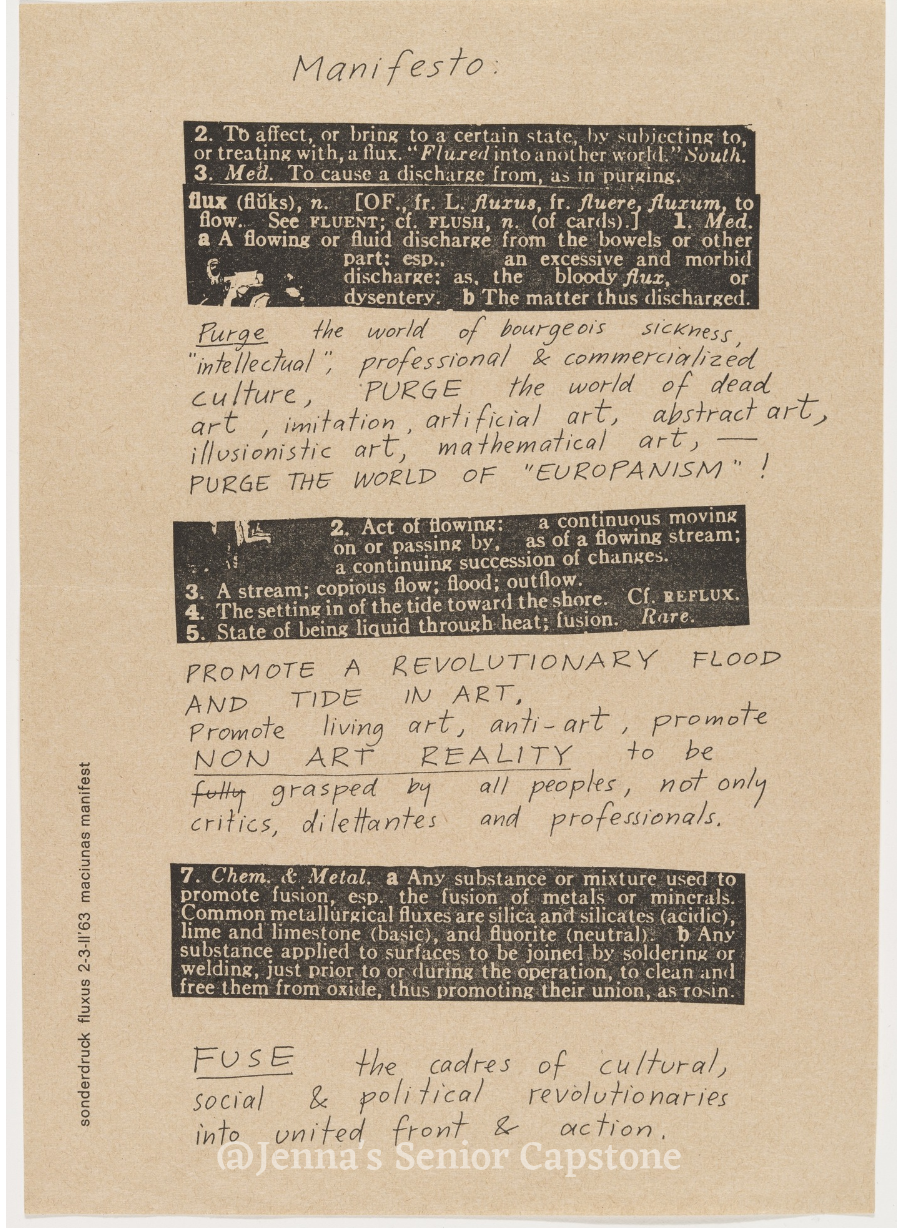 Manifesto:
2. To affect, or bring to a certain state, by subjecting to,
or treating with, a flux. “Fluxed into another world.” South.
3. Med. To cause a discharge from, as in purging.
flux (flŭks), n. [OF., fr. L. fluxus, fr. fluere, fluxum, to
flow. See FLUENT; cf. FLUSH, n. (of cards).] 1. Med.
a A flowing or fluid discharge from the bowels or other
part: esp., an excessive and morbid
discharge: as, the bloody flux, or
dysentery. b The matter thus discharged.
Purge the world of bourgeois sickness,
"intellectual", professional & commercialized
culture, PURGE the world of dead
art, imitation, artificial art, abstract art,
illusionistic art, mathematical art, —
PURGE THE WORLD OF "EUROPANISM"!
2. Act of flowing: a continuous moving
on or passing by, as of a flowing stream;
a continuing succession of changes.
3. A stream; copious flow; flood; outflow.
4. The setting in of the tide toward the shore. Cf. REFLUX.
5. State of being liquid through heat; fusion. Rare.
PROMOTE A REVOLUTIONARY FLOOD
AND TIDE IN ART,
Promote living art, anti-art, promote
NON ART REALITY to be
fully grasped by all peoples, not only
critics, dilettantes and professionals.
7. Chem. & Metal. a Any substance or mixture used to
promote fusion, esp. the fusion of metals or minerals.
Common metallurgical fluxes are silica and silicates (acidic),
lime and limestone (basic), and fluorite (neutral). b Any
substance applied to surfaces to be joined by soldering or
welding, just prior to or during the operation, to clean and
free them from oxide, thus promoting their union, as rosin.
FUSE the cadres of cultural,
social & political revolutionaries
into united front & action.
sonderdruck fluxus 2-3-II'63 maciunas manifest
@Jenna's Senior Capstone